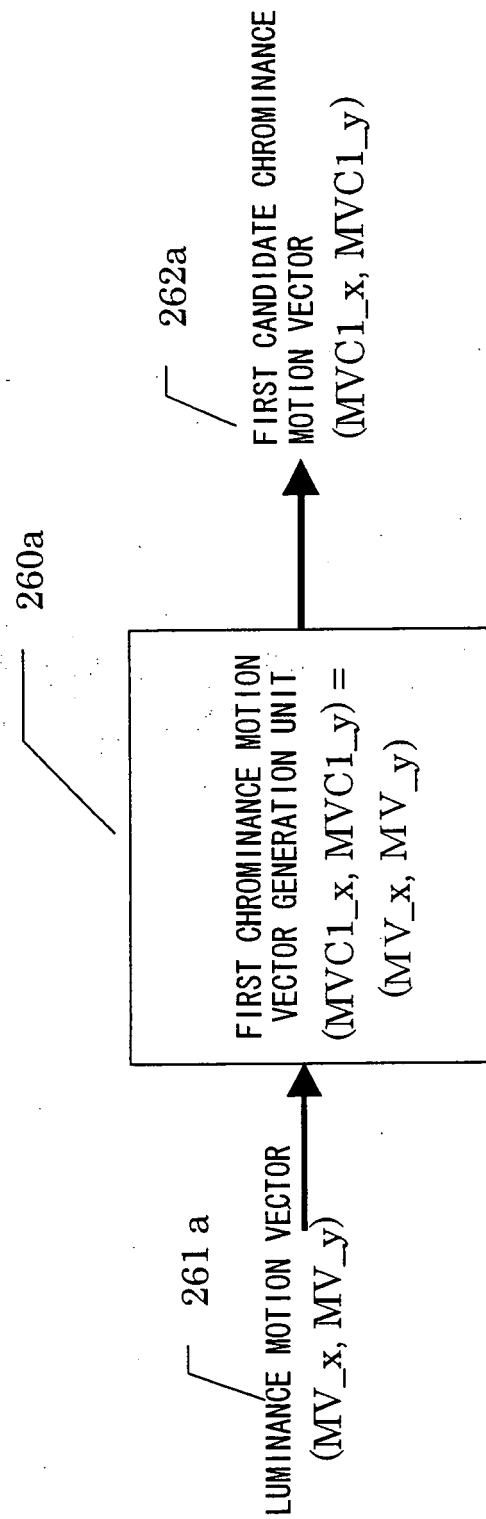 260a
261a
LUMINANCE MOTION VECTOR
(MV_x, MV_y)
FIRST CHROMINANCE MOTION
VECTOR GENERATION UNIT
(MVC1_x, MVC1_y) =
(MV_x, MV_y)
262a
FIRST CANDIDATE CHROMINANCE
MOTION VECTOR
(MVC1_x, MVC1_y)